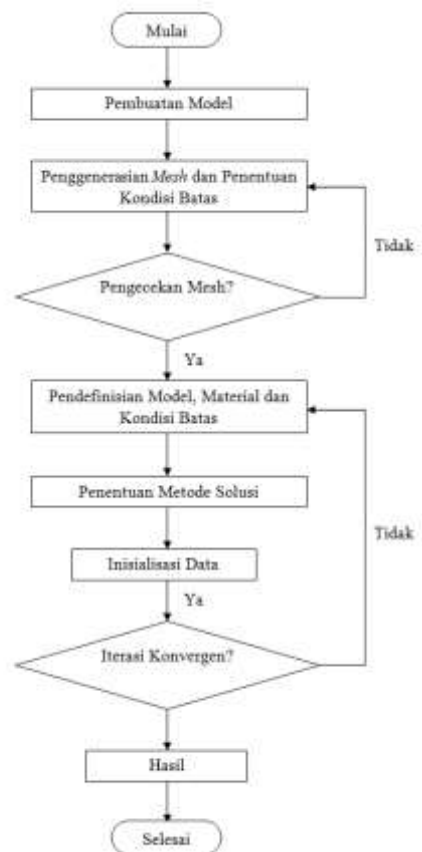 Mulai
Pembuatan Model
Penggenerasian Mesh dan Penentuan
Kondisi Batas
Tidak
Pengecekan Mesh?
Ya
Pendefinisian Model, Material dan
Kondisi Batas
Penentuan Metode Solusi
Tidak
Inisialisasi Data
Ya
Iterasi Konvergen?
Hasil
Selesai